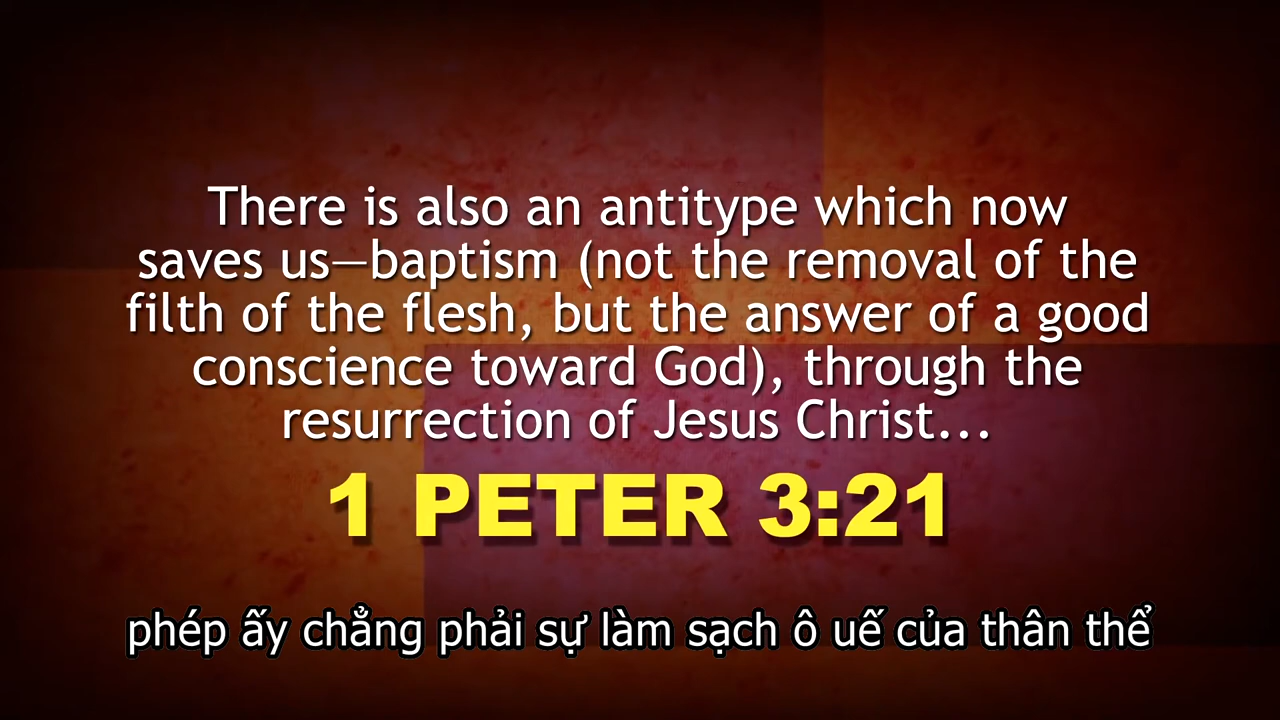 There is also an antitype which now
saves us—baptism (not the removal of the
filth of the flesh, but the answer of a good
conscience toward God), through the
resurrection of Jesus Christ...
1 PETER 3:21
phép ấy chẳng phải sự làm sạch ô uế của thân thể